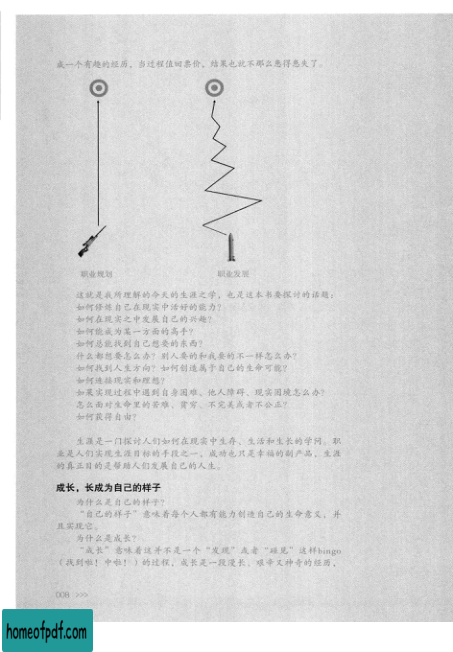 成一个有趣的经历，当过程值回票价，结果也就不那么患得患失了。
职业规划
职业发展
这就是我所理解的今天的生涯之学，也是这本书要探讨的话题：
如何修炼自己在现实中活好的能力？
如何在现实之中发展自己的兴趣？
如何能成为某一方面的高手？
如何总能找到自己想要的东西？
什么都想要怎么办？别人要的和我要的不一样怎么办？
如何找到人生方向？如何创造属于自己的生命可能？
如何连接现实和理想？
如果实现过程中遇到自身困难、他人障碍、现实困境怎么办？
怎么面对生命里的苦难、贫穷、不完美或者不公正？
如何获得自由？
生涯是一门探讨人们如何在现实中生存、生活和生长的学问。职
业是人们实现生涯目标的手段之一，成功也只是幸福的副产品，生涯
的真正目的是帮助人们发展自己的人生。
成长，长成为自己的样子
为什么是自己的样子？
“自己的样子”意味着每个人都有能力创造自己的生命意义，并
且实现它。
为什么是成长？
“成长”意味着这并不是一个“发现”或者“碰见”这样bingo
（找到啦！中啦！）的过程，成长是一段漫长、艰辛又神奇的经历，
008 >>>
homeofpdf.com